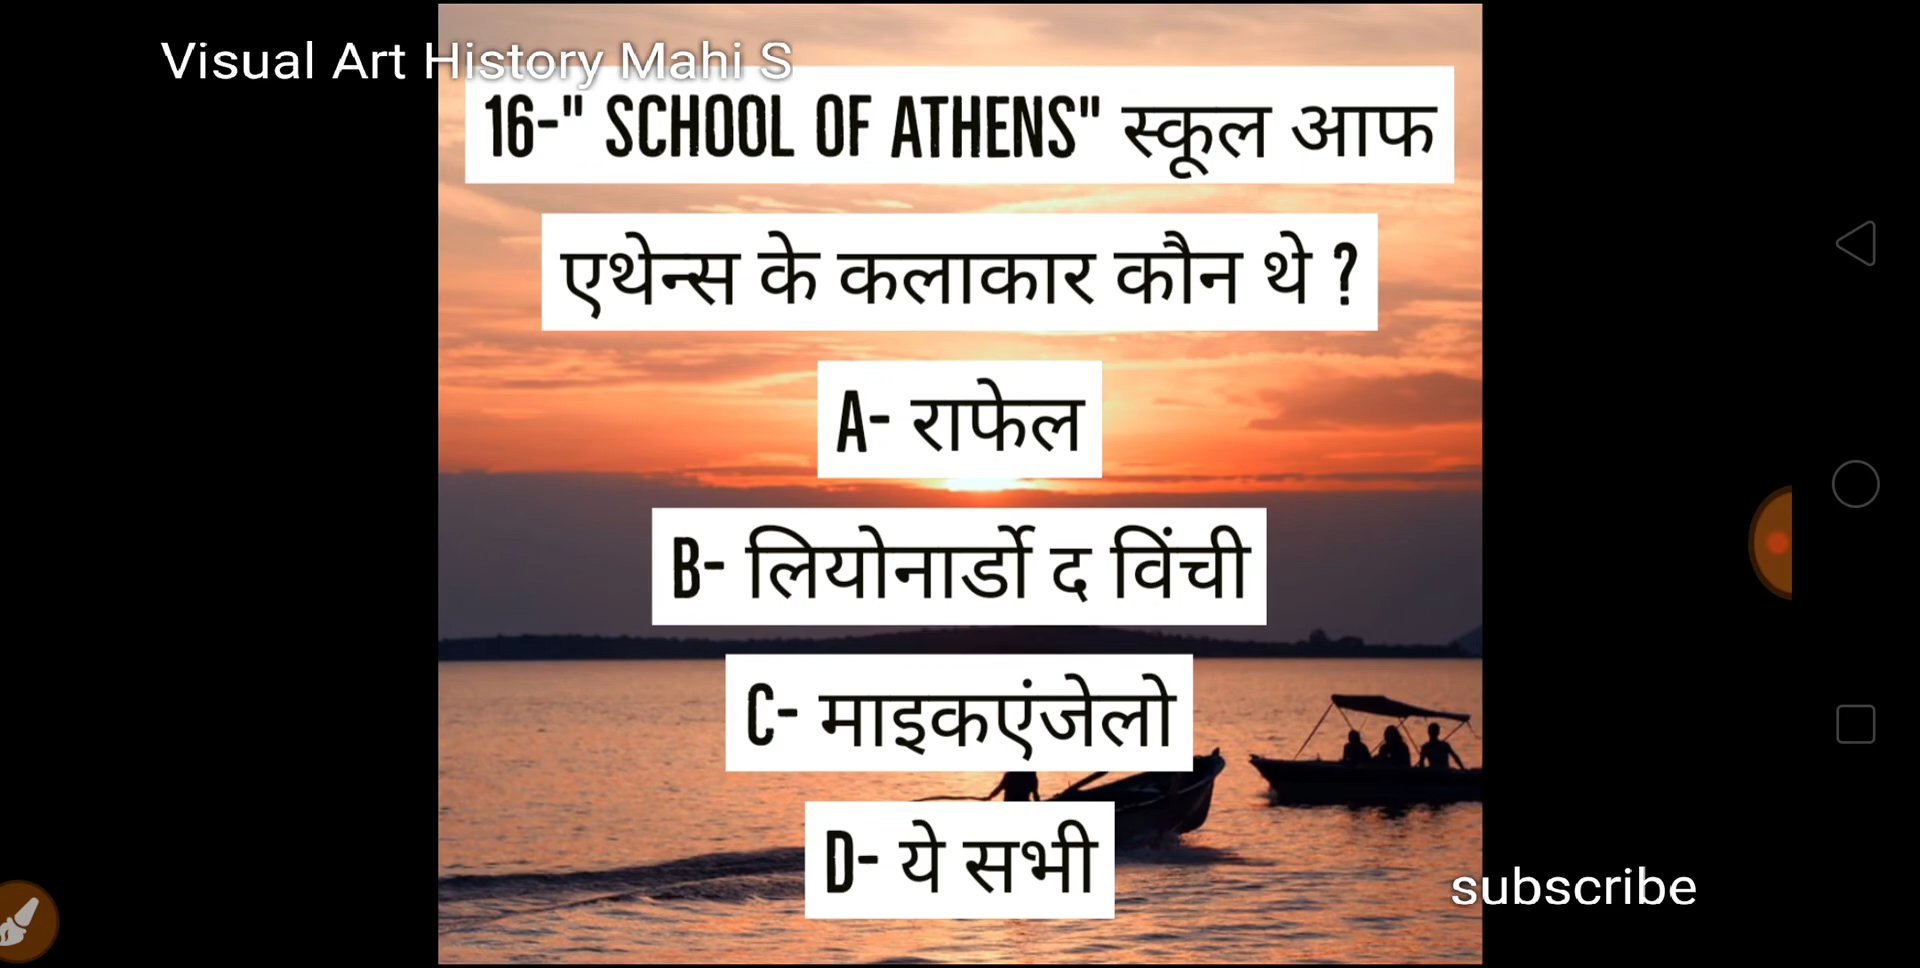 Visual Art History Mahi S
16-" SCHOOL OF ATHENS" स्कूल आफ
एथेन्स के कलाकार कौन थे ?
A- राफेल
B- लियोनार्डो द विंची
C- माइकएंजेलो
D- ये सभी
subscribe